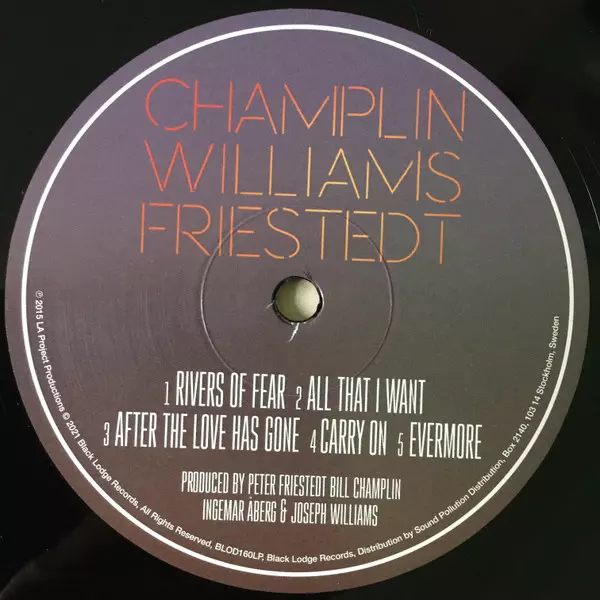 CHAMPLIN
WILLIAMS
FRIESTEDT
1 RIVERS OF FEAR 2 ALL THAT I WANT
3 AFTER THE LOVE HAS GONE 4 CARRY ON 5 EVERMORE
PRODUCED BY PETER FRIESTEDT BILL CHAMPLIN
INGEMAR ÅBERG & JOSEPH WILLIAMS
℗ 2015 LA Project Productions © 2021 Black Lodge Records, All Rights Reserved, BLOD160LP, Black Lodge Records, Distribution by Sound Pollution Distribution, Box 2140, 103 14 Stockholm, Sweden